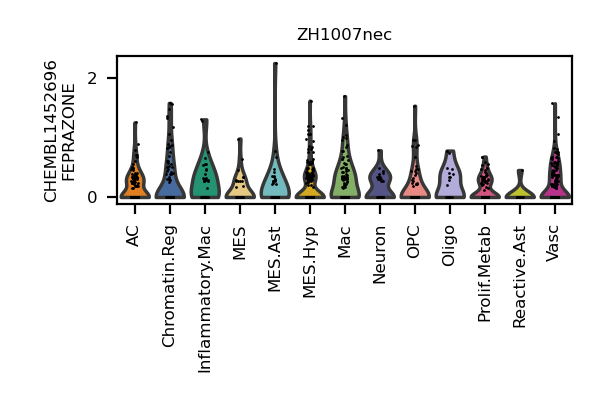 ZH1007nec
CHEMBL1452696
FEPRAZONE
2
0
AC
Chromatin.Reg
Inflammatory.Mac
MES
MES.Ast
MES.Hyp
Mac
Neuron
OPC
Oligo
Prolif.Metab
Reactive.Ast
Vasc